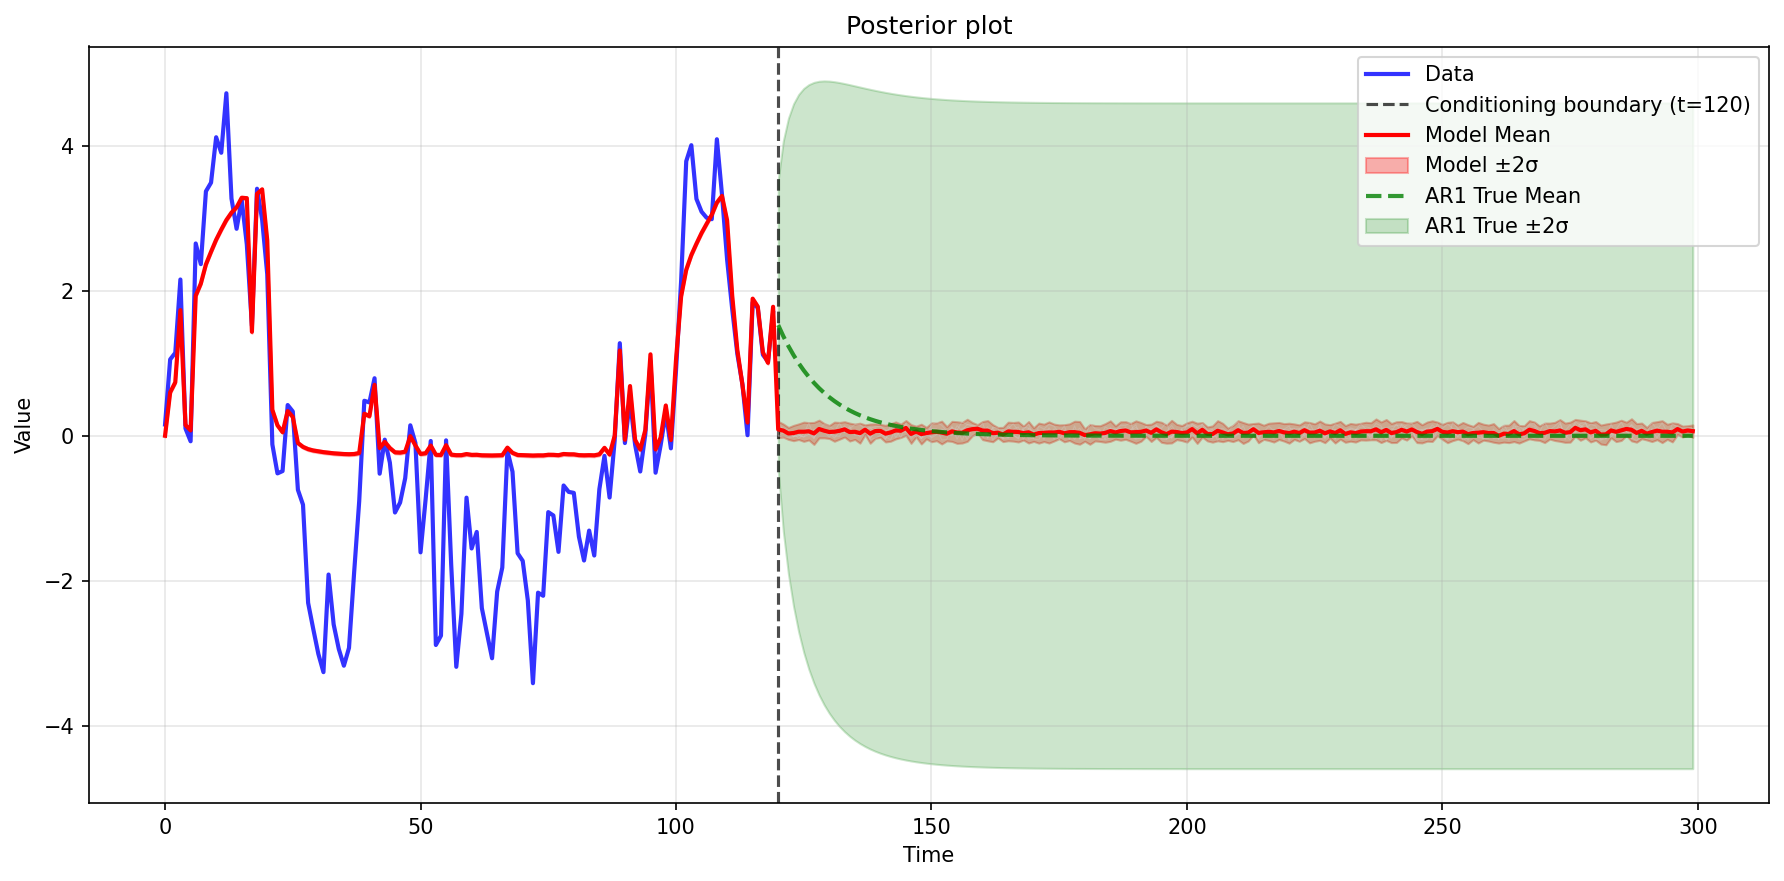 Posterior plot
Data
Conditioning boundary (t=120)
Model Mean
Model ±2σ
AR1 True Mean
AR1 True ±2σ
Value
4
2
0
−2
−4
0
50
100
150
200
250
300
Time